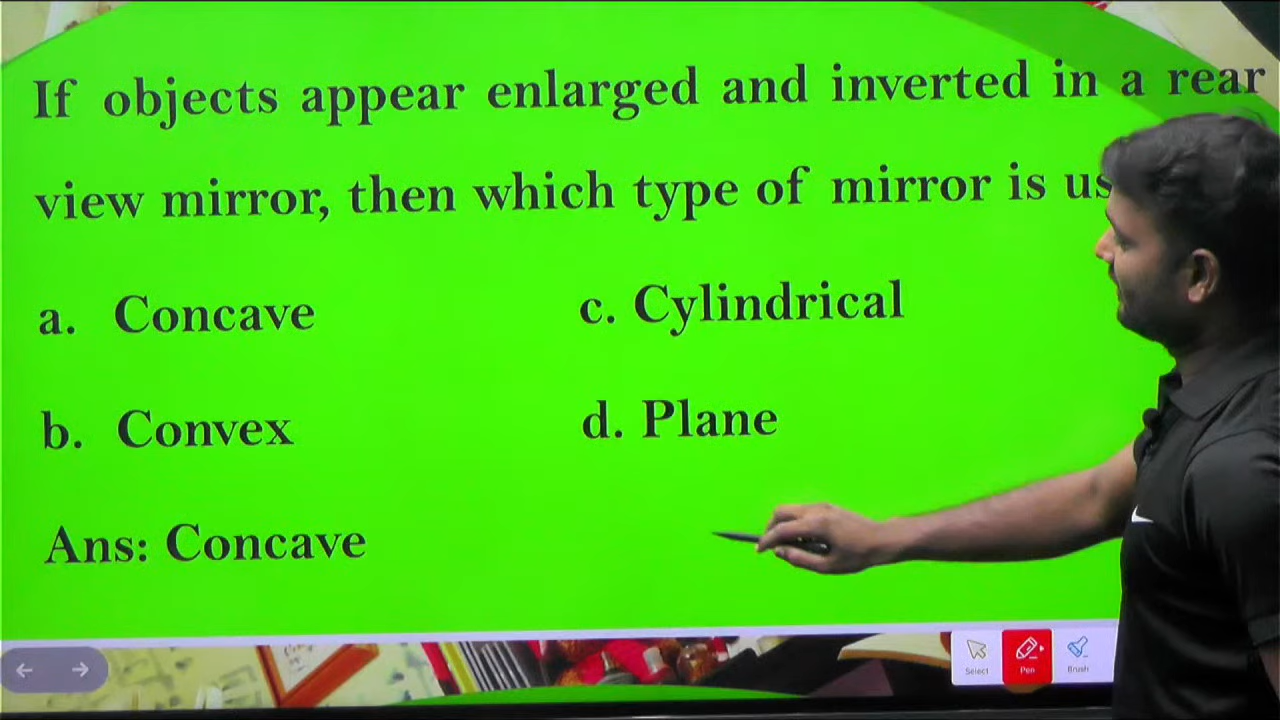 If objects appear enlarged and inverted in a rear
view mirror, then which type of mirror is
a. Concave
c. Cylindrical
b. Convex
d. Plane
Ans: Concave
Select
Pen
Brush